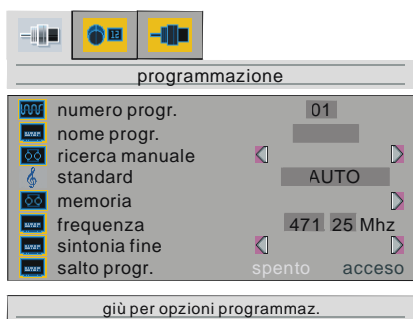 programmazione
numero progr. 01
nome progr.
ricerca manuale
standard AUTO
memoria
frequenza 471 25 Mhz
sintonia fine
salto progr. spento acceso
giù per opzioni programmaz.